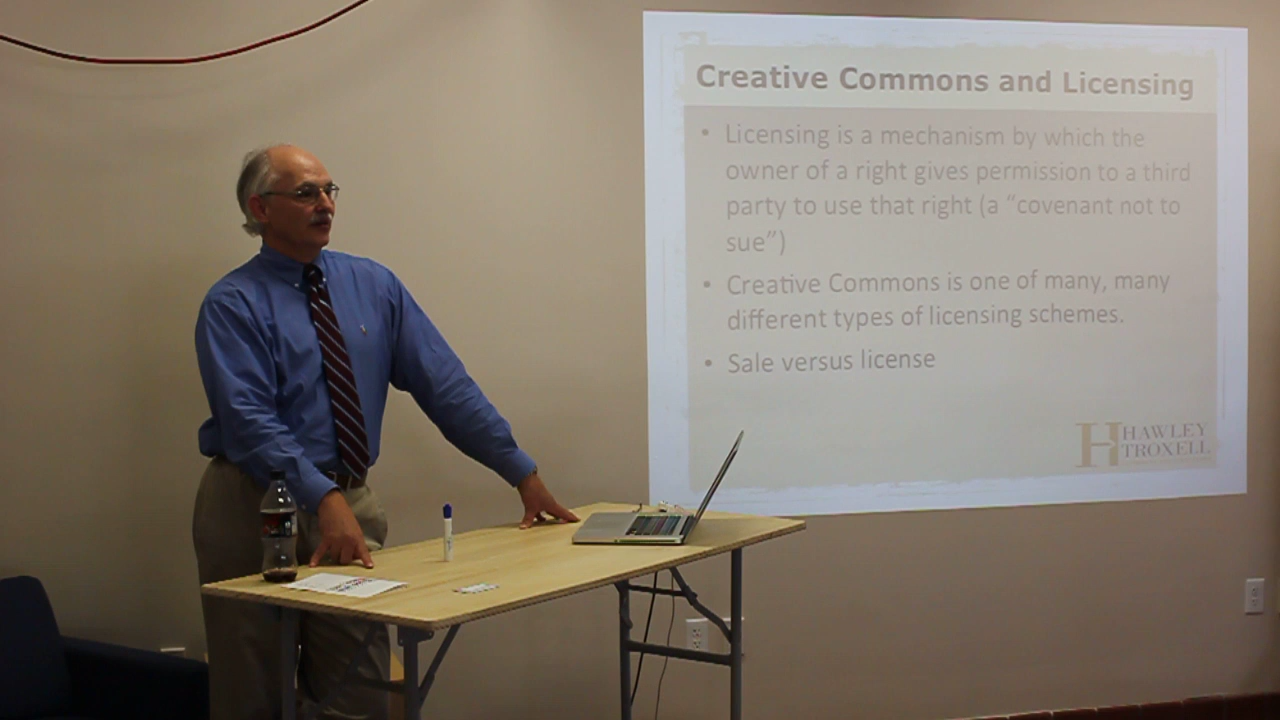 Creative Commons and Licensing
• Licensing is a mechanism by which the
owner of a right gives permission to a third
party to use that right (a “covenant not to
sue”)
• Creative Commons is one of many, many
different types of licensing schemes.
• Sale versus license
H HAWLEY
TROXELL